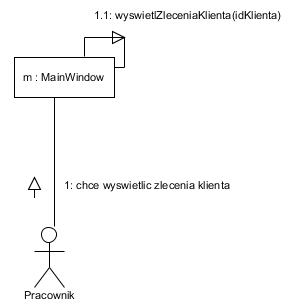 1.1: wyswietlZleceniaKlienta(idKlienta)
m : MainWindow
1: chce wyswietlic zlecenia klienta
Pracownik